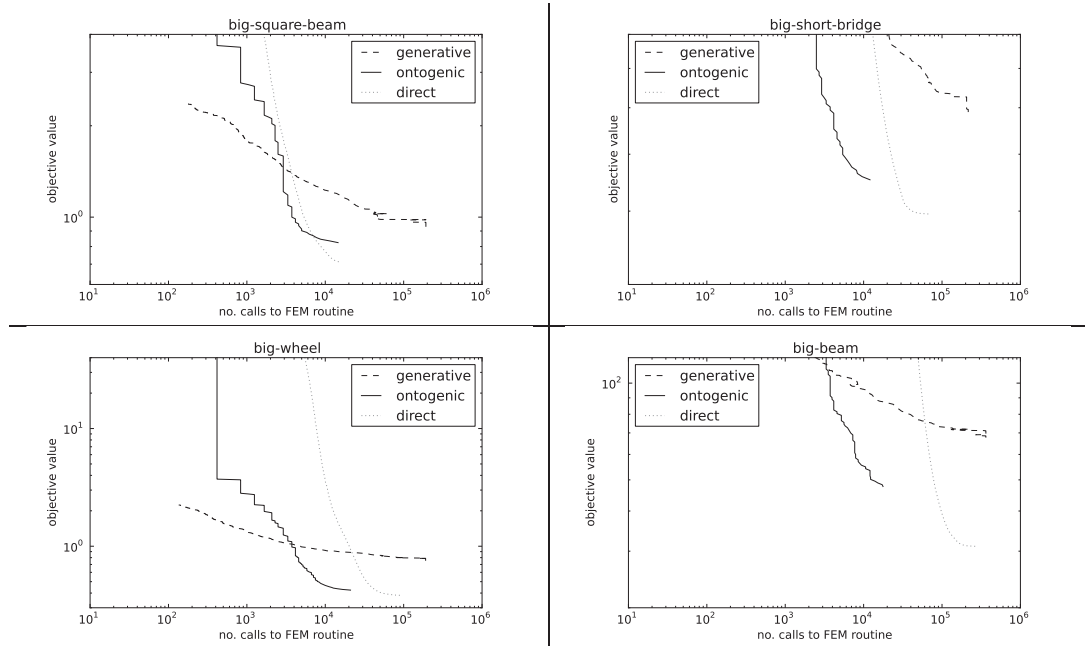 big-square-beam
generative
ontogenic
direct
objective value
10⁰
10¹ 10² 10³ 10⁴ 10⁵ 10⁶
no. calls to FEM routine
big-short-bridge
generative
ontogenic
direct
objective value
10¹ 10² 10³ 10⁴ 10⁵ 10⁶
no. calls to FEM routine
big-wheel
generative
ontogenic
direct
objective value
10¹
10⁰
10¹ 10² 10³ 10⁴ 10⁵ 10⁶
no. calls to FEM routine
big-beam
generative
ontogenic
direct
objective value
10²
10¹ 10² 10³ 10⁴ 10⁵ 10⁶
no. calls to FEM routine